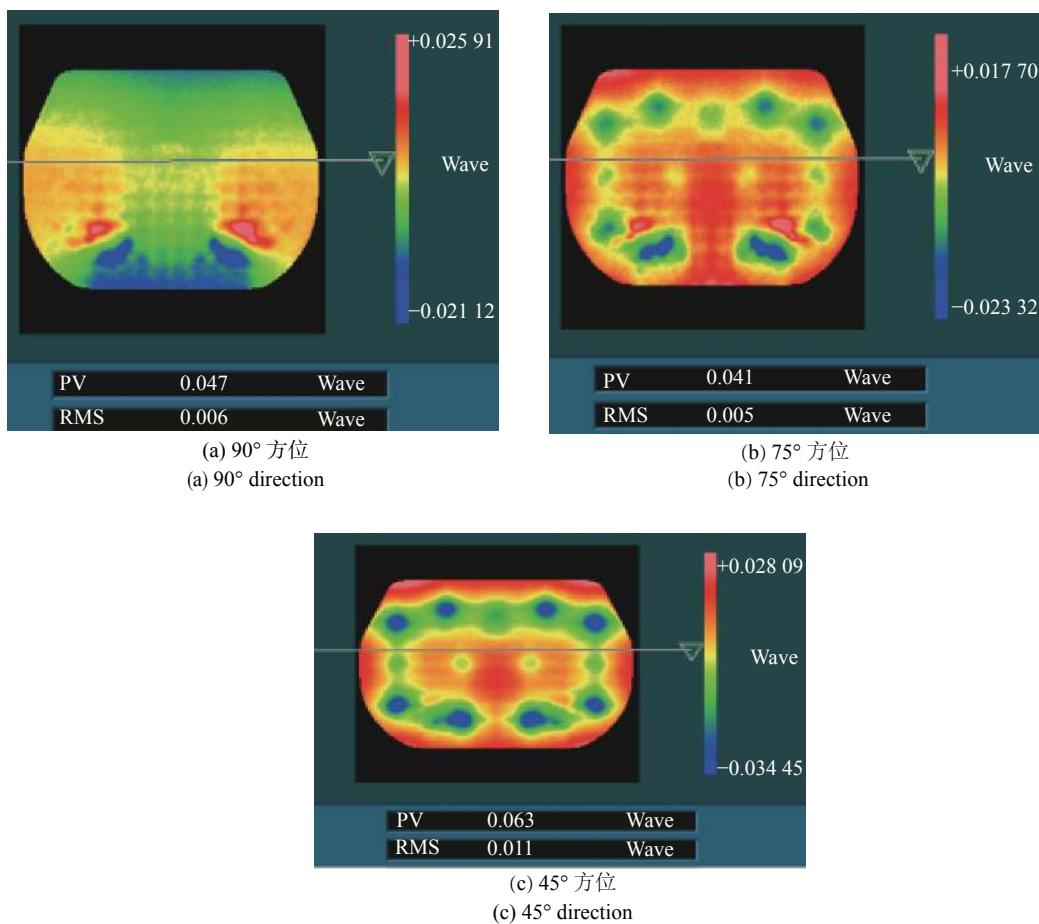 +0.025 91
Wave
−0.021 12
PV 0.047 Wave
RMS 0.006 Wave
(a) 90° 方位
(a) 90° direction
+0.017 70
Wave
−0.023 32
PV 0.041 Wave
RMS 0.005 Wave
(b) 75° 方位
(b) 75° direction
+0.028 09
Wave
−0.034 45
PV 0.063 Wave
RMS 0.011 Wave
(c) 45° 方位
(c) 45° direction